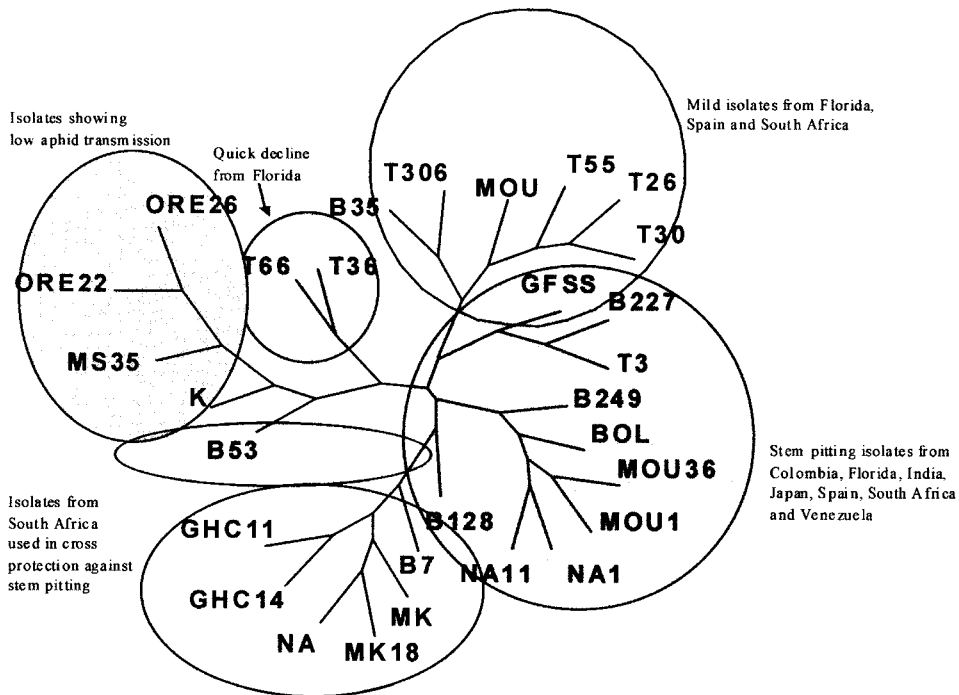 Isolates showing
low aphid transmission
Quick decline
from Florida
Mild isolates from Florida,
Spain and South Africa
T306
MOU
T55
T26
B35
T30
ORE26
T66
T36
GFSS
B227
ORE22
T3
MS35
K
B249
BOL
B53
MOU36
Stem pitting isolates from
Colombia, Florida, India,
Japan, Spain, South Africa
and Venezuela
MOU1
Isolates from
South Africa
used in cross
protection against
stem pitting
GHC11
B128
B7
NA11
NA1
GHC14
MK
NA
MK18